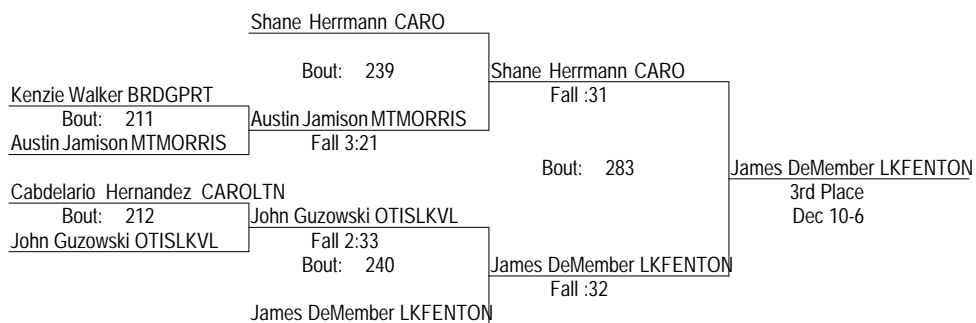 Shane Herrmann CARO
Bout: 239
Shane Herrmann CARO
Kenzie Walker BRDGPRT
Fall :31
Bout: 211
Austin Jamison MTMORRIS
Austin Jamison MTMORRIS
Fall 3:21
Bout: 283
James DeMember LKFENTON
Cabdelario Hernandez CAROLTN
3rd Place
Bout: 212
John Guzowski OTISLKVL
Dec 10-6
John Guzowski OTISLKVL
Fall 2:33
Bout: 240
James DeMember LKFENTON
Fall :32
James DeMember LKFENTON